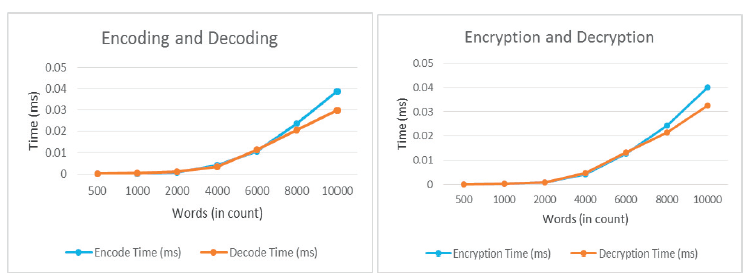 Encoding and Decoding
0.05
0.04
0.03
0.02
0.01
0
Time (ms)
500 1000 2000 4000 6000 8000 10000
Words (in count)
Encode Time (ms) Decode Time (ms)
Encryption and Decryption
0.05
0.04
0.03
0.02
0.01
0
Time (ms)
500 1000 2000 4000 6000 8000 10000
Words (in count)
Encryption Time (ms) Decryption Time (ms)